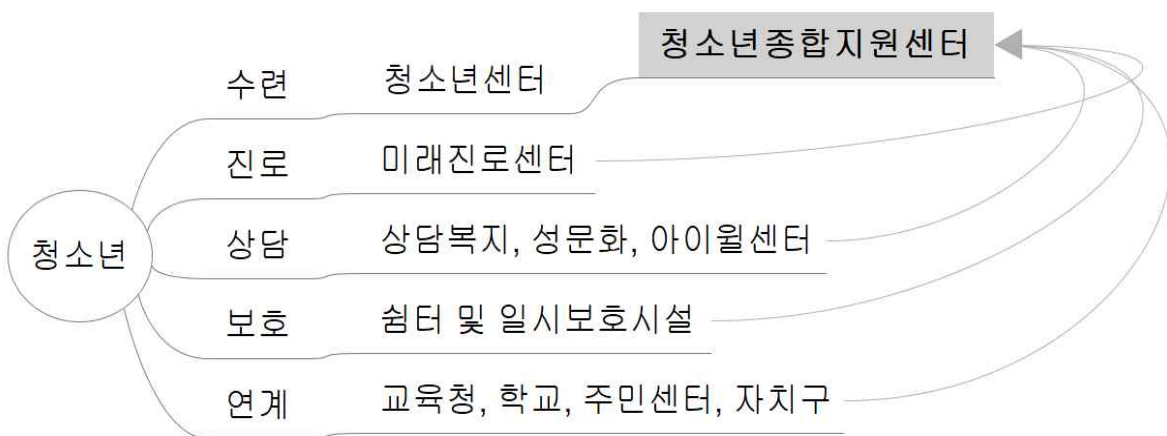 청소년종합지원센터
수련 청소년센터
진로 미래진로센터
상담 상담복지, 성문화, 아이윌센터
청소년
보호 쉼터 및 일시보호시설
연계 교육청, 학교, 주민센터, 자치구